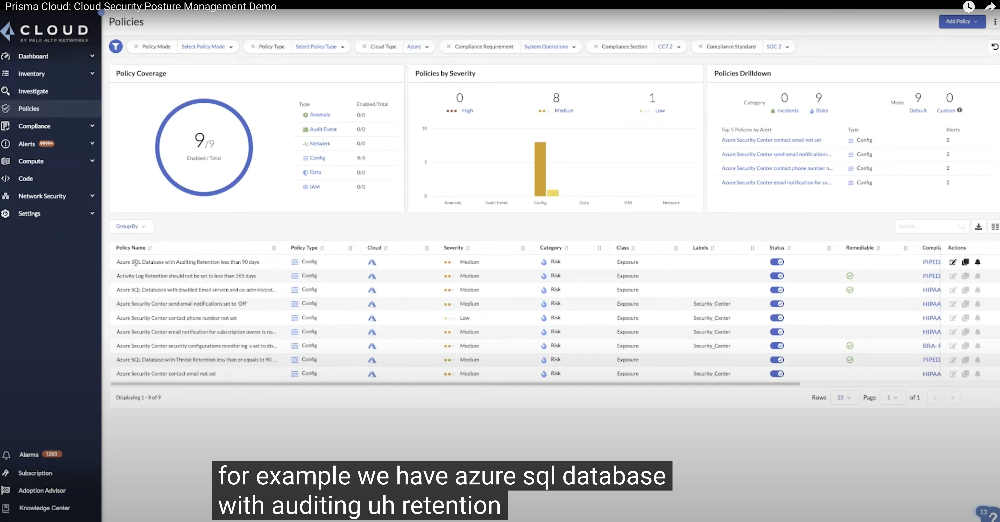 Prisma Cloud: Cloud Security Posture Management Demo
CLOUD
BY PALO ALTO NETWORKS
Dashboard
Inventory
Investigate
Policies
Compliance
Alerts 9999+
Compute
Code
Network Security
Settings
Alarms 1263
Subscription
Adoption Advisor
Knowledge Center
Policies
Add Policy
Policy Mode Select Policy Mode Policy Type Select Policy Type Cloud Type Azure Compliance Requirement System Operations Compliance Section CC7.2 Compliance Standard SOC 2
Policy Coverage
9/9
Enabled / Total
Type Enabled/Total
Anomaly 0/0
Audit Event 0/0
Network 0/0
Config 9/9
Data 0/0
IAM 0/0
Policies by Severity
0 8 1
High Medium Low
10
5
0
Anomaly Audit Event Config Data IAM Network
Policies Drilldown
Category 0 9 Mode 9 0
Incidents Risks Default Custom
Top 5 Policies by Alert Type Alerts
Azure Security Center contact email not set Config 2
Azure Security Center send email notifications ... Config 2
Azure Security Center contact phone number n... Config 2
Azure Security Center email notification for su... Config 2
Group By
Search...
Policy Name Policy Type Cloud Severity Category Class Labels Status Remediable Complia Actions
Azure SQL Database with Auditing Retention less than 90 days Config Medium Risk Exposure PIPED
Activity Log Retention should not be set to less than 365 days Config Medium Risk Exposure PIPED
Azure SQL Databases with disabled Email service and co-administrat... Config Medium Risk Exposure HIPAA
Azure Security Center send email notifications set to 'Off' Config Medium Risk Exposure Security_Center HIPAA
Azure Security Center contact phone number not set Config Low Risk Exposure Security_Center HIPAA
Azure Security Center email notification for subscription owner is no... Config Medium Risk Exposure Security_Center HIPAA
Azure Security Center security configurations monitoring is set to dis... Config Medium Risk Exposure Security_Center BRA- F
Azure SQL Database with Threat Retention less than or equals to 90 ... Config Medium Risk Exposure PIPED
Azure Security Center contact email not set Config Medium Risk Exposure Security_Center HIPAA
Displaying 1 - 9 of 9
Rows 25 Page 1 of 1
for example we have azure sql database
with auditing uh retention
13
?